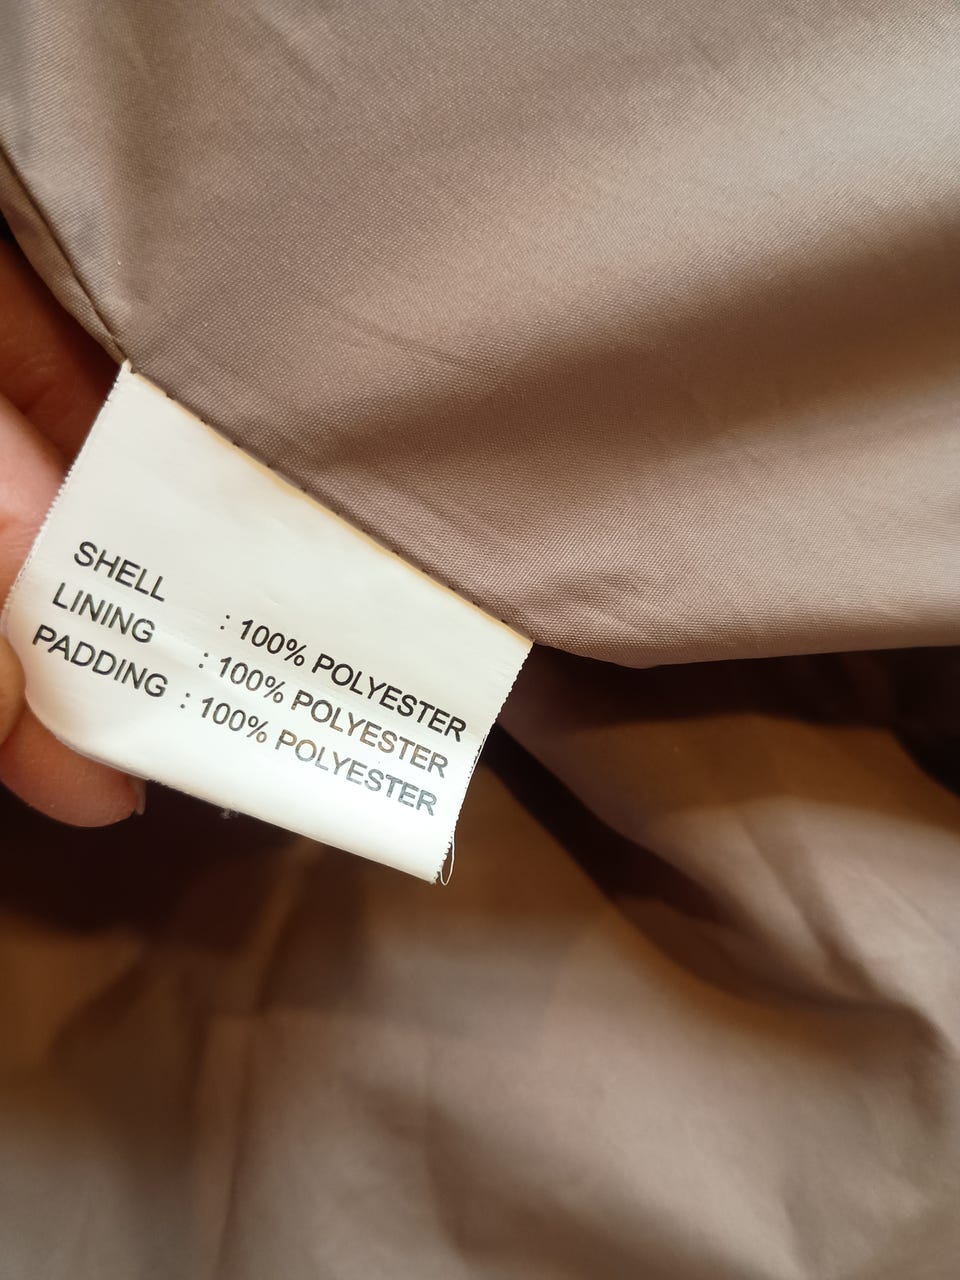 SHELL : 100% POLYESTER
LINING : 100% POLYESTER
PADDING : 100% POLYESTER